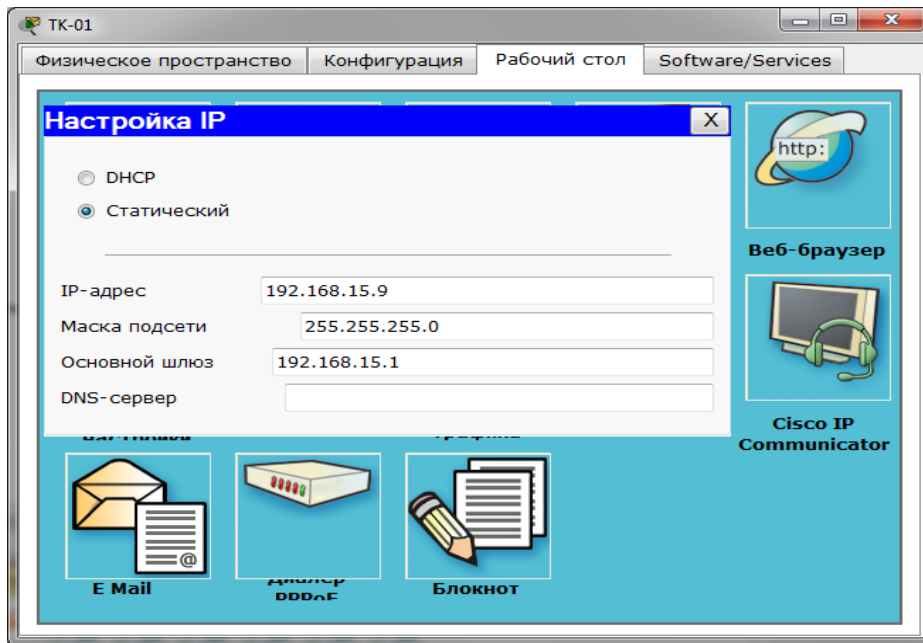 TK-01
Физическое пространство
Конфигурация
Рабочий стол
Software/Services
Настройка IP
X
DHCP
Статический
IP-адрес
192.168.15.9
Маска подсети
255.255.255.0
Основной шлюз
192.168.15.1
DNS-сервер
http:
Веб-браузер
Cisco IP
Communicator
@
E Mail
Диалер
PPPoE
Блокнот